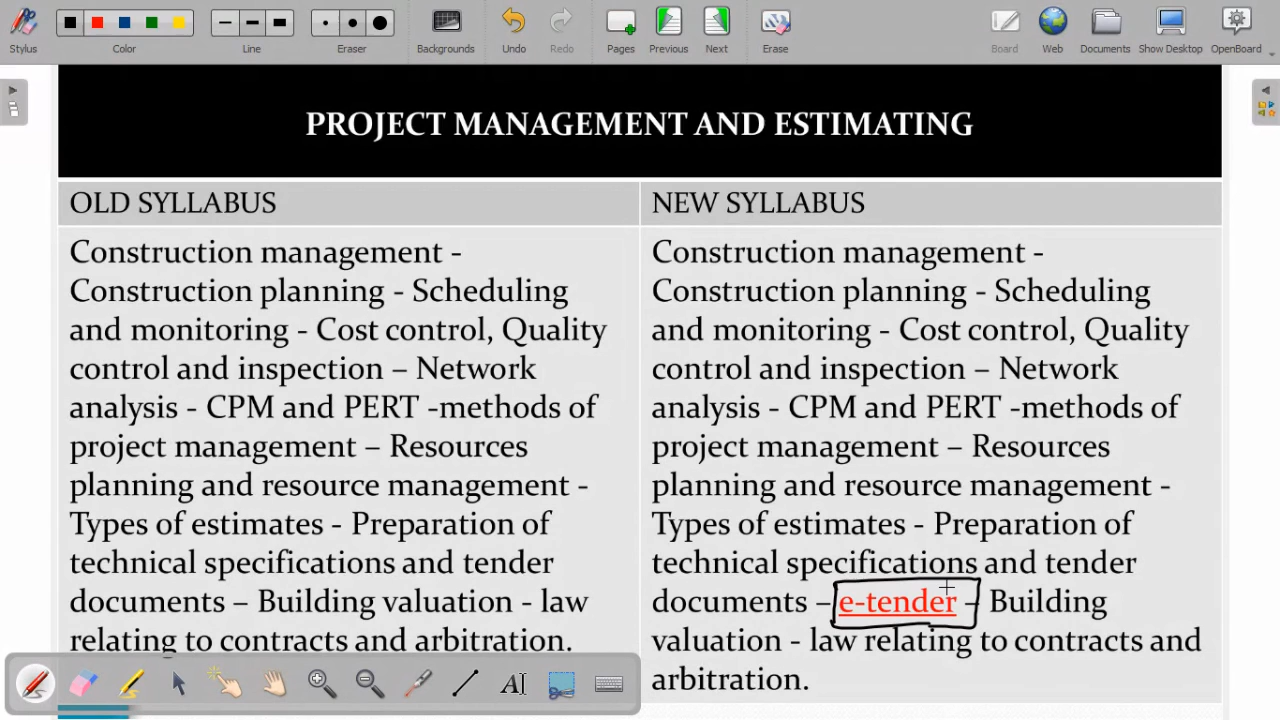 Stylus
Color
Line
Eraser
Backgrounds
Undo
Redo
Pages
Previous
Next
Erase
Board
Web
Documents
Show Desktop
OpenBoard
PROJECT MANAGEMENT AND ESTIMATING
OLD SYLLABUS
Construction management -
Construction planning - Scheduling
and monitoring - Cost control, Quality
control and inspection – Network
analysis - CPM and PERT -methods of
project management – Resources
planning and resource management -
Types of estimates - Preparation of
technical specifications and tender
documents – Building valuation - law
relating to contracts and arbitration.
NEW SYLLABUS
Construction management -
Construction planning - Scheduling
and monitoring - Cost control, Quality
control and inspection – Network
analysis - CPM and PERT -methods of
project management – Resources
planning and resource management -
Types of estimates - Preparation of
technical specifications and tender
documents – e-tender – Building
valuation - law relating to contracts and
arbitration.